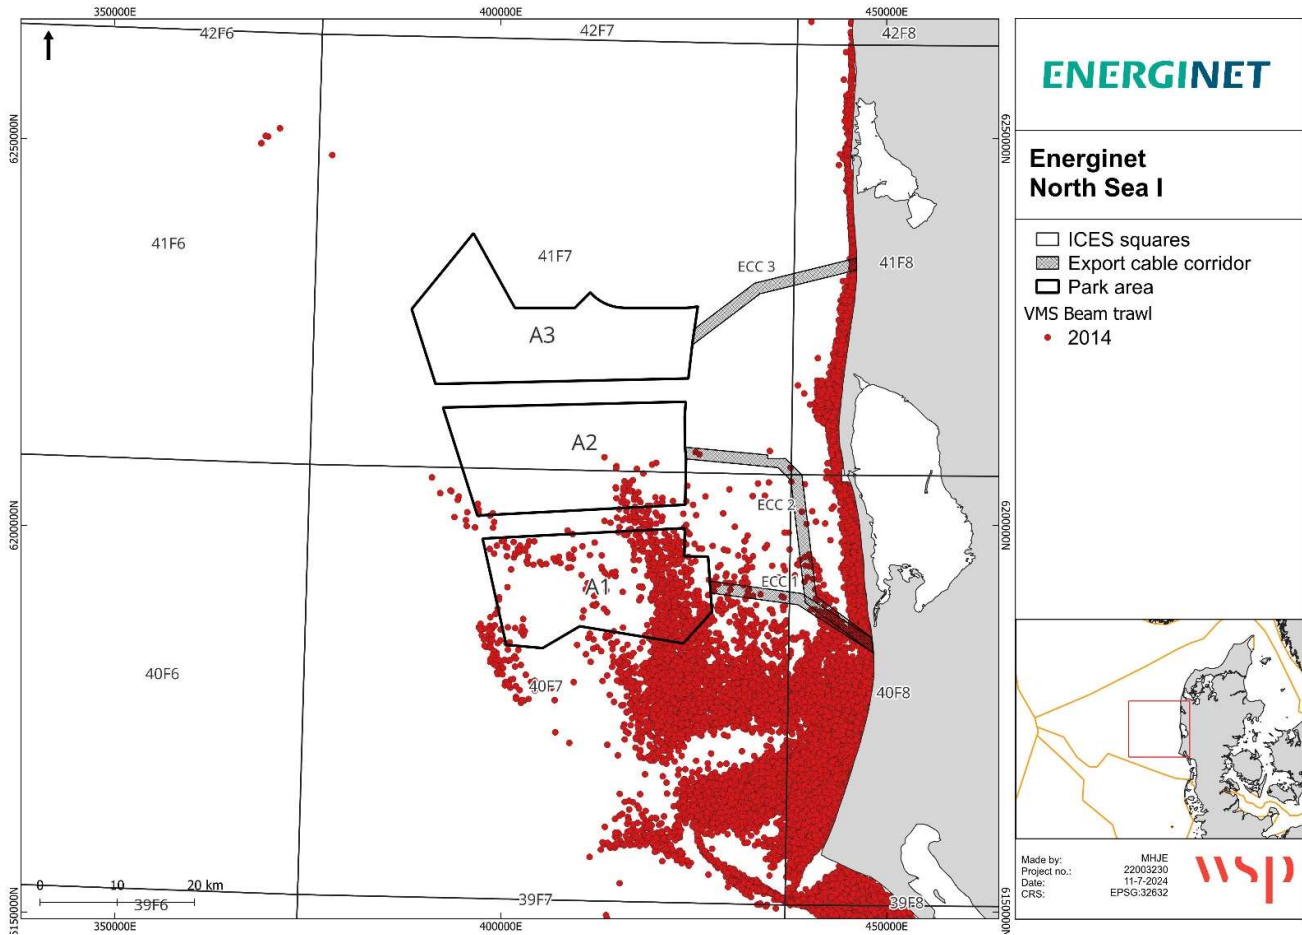 350000E
400000E
450000E
42F6
42F7
42F8
6250000N
6250000N
41F6
41F7
ECC 3
41F8
A3
A2
ECC 2
6200000N
6200000N
A1
ECC 1
40F6
40F7
40F8
0 10 20 km
39F6
39F7
39F8
6150000N
6150000N
350000E
400000E
450000E
ENERGINET
Energinet
North Sea I
ICES squares
Export cable corridor
Park area
VMS Beam trawl
2014
Made by: MHJE
Project no.: 22003230
Date: 11-7-2024
CRS: EPSG:32632
wsp